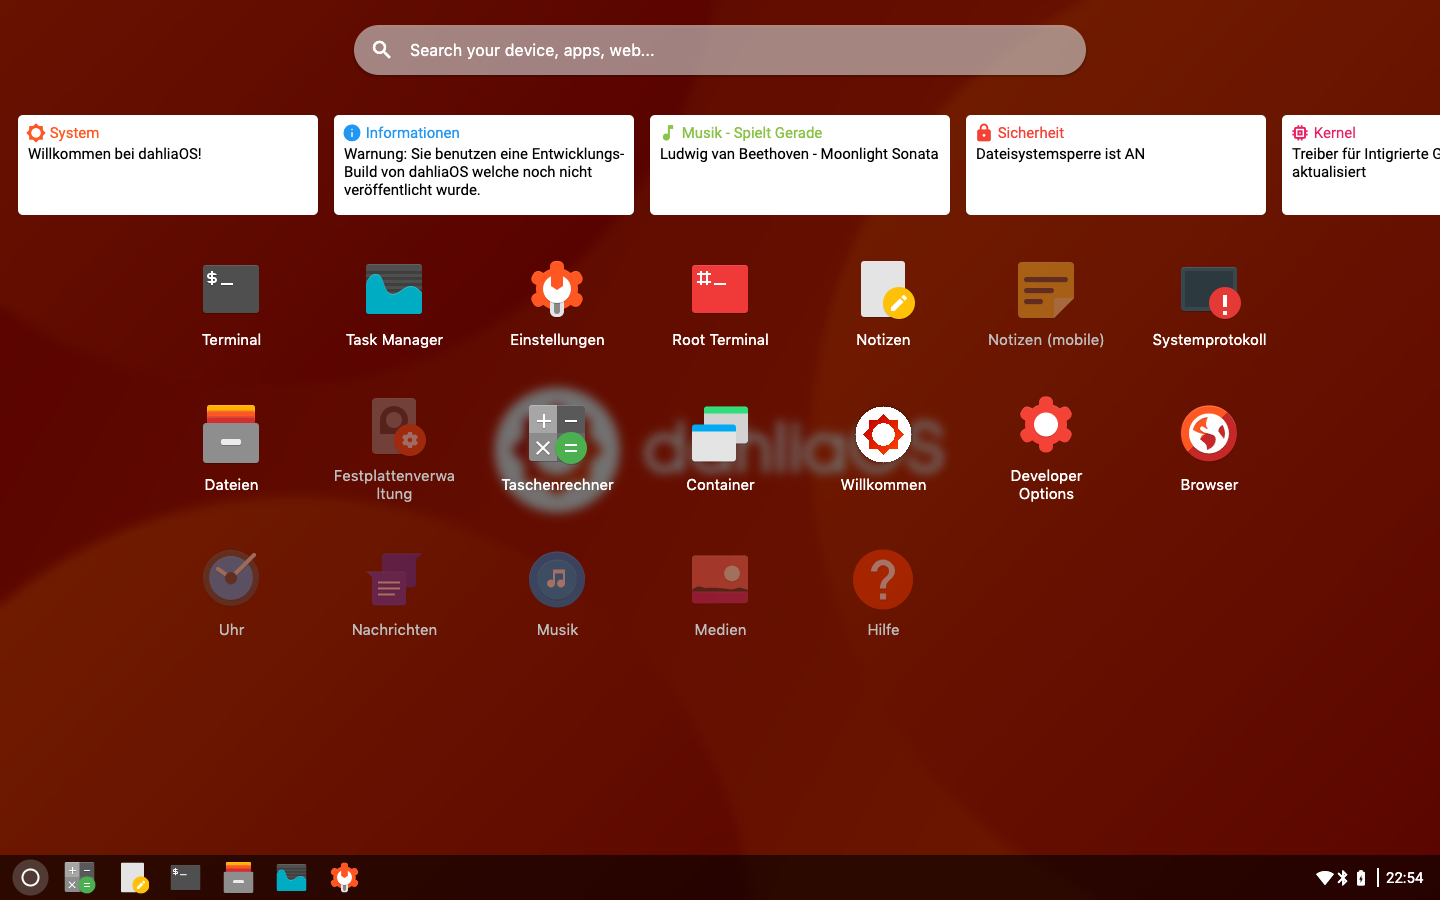 Search your device, apps, web...
System
Willkommen bei dahliaOS!
Informationen
Warnung: Sie benutzen eine Entwicklungs-
Build von dahliaOS welche noch nicht
veröffentlicht wurde.
Musik - Spielt Gerade
Ludwig van Beethoven - Moonlight Sonata
Sicherheit
Dateisystemsperre ist AN
Kernel
Treiber für Intigrierte G
aktualisiert
$_
#_
Terminal
Task Manager
Einstellungen
Root Terminal
Notizen
Notizen (mobile)
Systemprotokoll
dahliaOS
Dateien
Festplattenverwa
ltung
Taschenrechner
Container
Willkommen
Developer
Options
Browser
Uhr
Nachrichten
Musik
Medien
Hilfe
$_
22:54